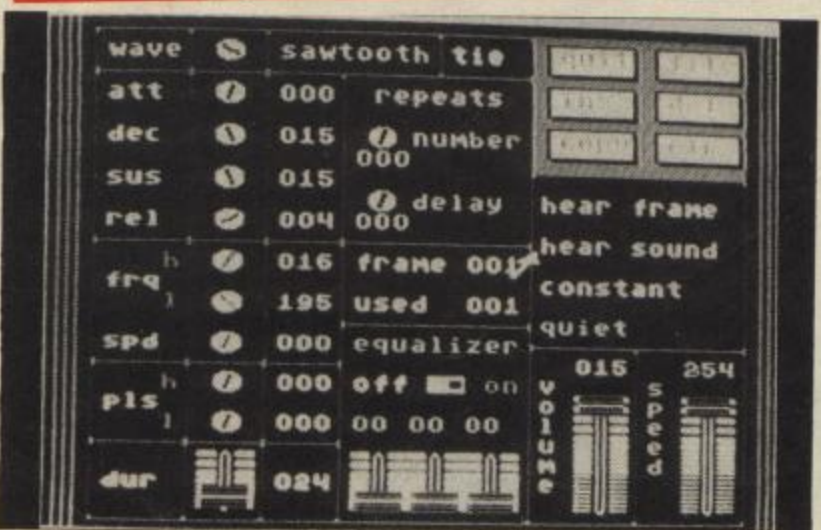 wave sawtooth tie
att 000 repeats
dec 015 number
000
sus 015
delay
rel 004 000
hear frame
h 016 frame 001
hear sound
frq
l 195 used 001
constant
spd 000 equalizer
quiet
h 000 off on
pls
l 000 00 00 00
dur 024
015 254
volume speed